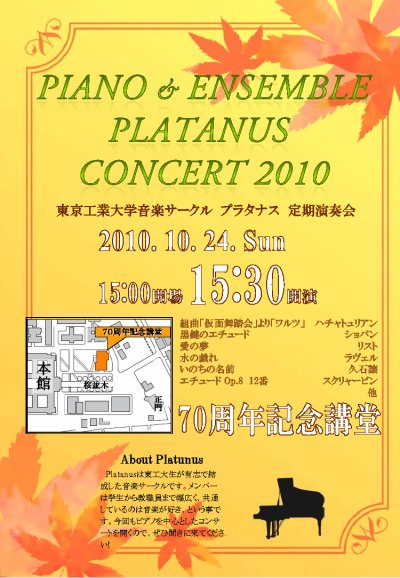 PIANO & ENSEMBLE
PLATANUS
CONCERT 2010
東京工業大学音楽サークル プラタナス 定期演奏会
2010. 10. 24. Sun
15:00開場 15:30開演
組曲「仮面舞踏会」より「ワルツ」 ハチャトュリアン
黒鍵のエチュード ショパン
愛の夢 リスト
水の戯れ ラヴェル
いのちの名前 久石譲
エチュード Op.8 12番 スクリャービン
他
70周年記念講堂
本館
桜並木
正門
70周年記念講堂
About Platunus
Platanusは東工大生が有志で結
成した音楽サークルです。メンバー
は学生から教職員まで幅広く、共通
しているのは音楽が好き、という事で
す。今回もピアノを中心としたコンサ
ートを開くので、ぜひ聞きに来てくださ
い!